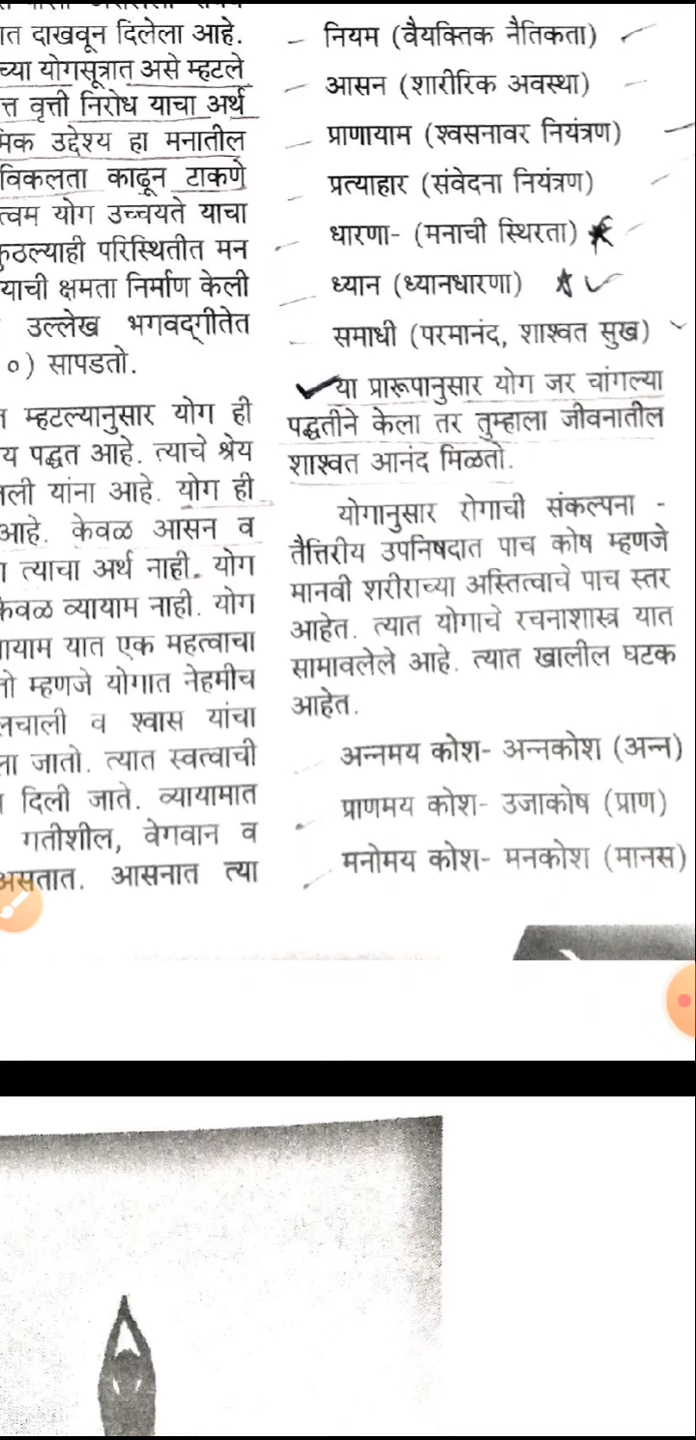 त दाखवून दिलेला आहे.
च्या योगसूत्रात असे म्हटले
त्त वृत्ती निरोध याचा अर्थ
उद्देश्य हा मनातील
विकलता काढून टाकणे
त्वम योग उच्चयते याचा
कुठल्याही परिस्थितीत मन
याची क्षमता निर्माण केली
उल्लेख भगवद्‌गीतेत
०) सापडतो.
म्हटल्यानुसार योग ही
य पद्धत आहे. त्याचे श्रेय
यांना आहे. योग ही
आहे. केवळ आसन व
त्याचा अर्थ नाही. योग
केवळ व्यायाम नाही. योग
यायाम यात एक महत्वाचा
तो म्हणजे योगात नेहमीच
लचाली व श्वास यांचा
ला जातो. त्यात स्वत्वाची
दिली जाते. व्यायामात
गतीशील, वेगवान व
असतात. आसनात त्या
– नियम (वैयक्तिक नैतिकता)
– आसन (शारीरिक अवस्था)
– प्राणायाम (श्वसनावर नियंत्रण)
– प्रत्याहार (संवेदना नियंत्रण)
– धारणा- (मनाची स्थिरता)
– ध्यान (ध्यानधारणा)
– समाधी (परमानंद, शाश्वत सुख)
या प्रारूपानुसार योग जर चांगल्या
पद्धतीने केला तर तुम्हाला जीवनातील
शाश्वत आनंद मिळतो.
योगानुसार रोगाची संकल्पना -
तैत्तिरीय उपनिषदात पाच कोष म्हणजे
मानवी शरीराच्या अस्तित्वाचे पाच स्तर
आहेत. त्यात योगाचे रचनाशास्त्र यात
सामावलेले आहे. त्यात खालील घटक
आहेत.
अन्नमय कोश- अन्नकोश (अन्न)
प्राणमय कोश- उजाकोष (प्राण)
मनोमय कोश- मनकोश (मानस)